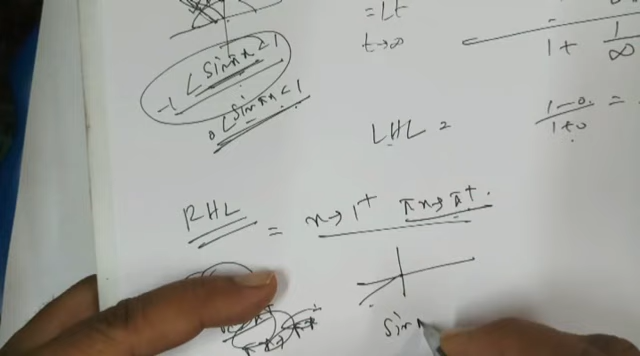 = Lt
t→∞
1 + 1/∞
-1 < sin πx < 1
0 < sin πx < 1
LHL =
1-0/1+0 =
RHL = x→1⁺ πx→π⁺.
sin